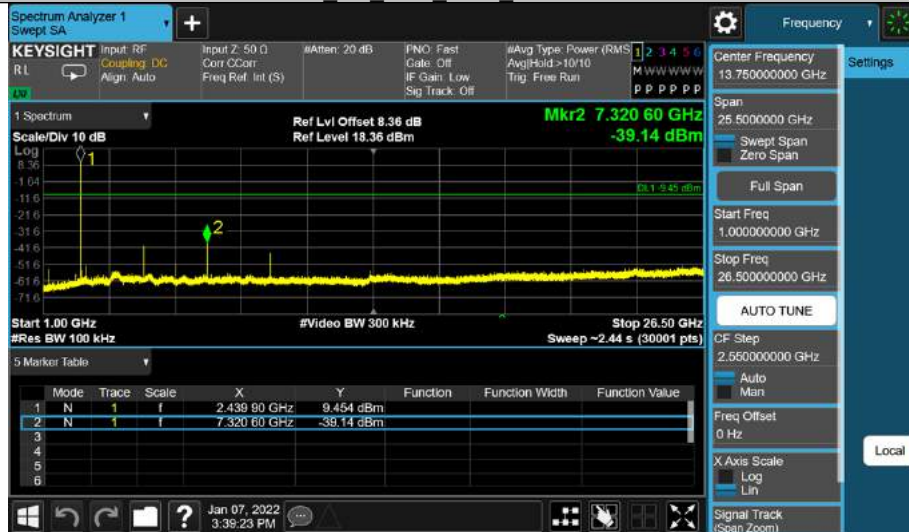 Spectrum Analyzer 1
Swept SA
+
Frequency
KEYSIGHT
RL
LXI
Input: RF
Coupling: DC
Align: Auto
Input Z: 50 Ω
Corr CCorr
Freq Ref: Int (S)
#Atten: 20 dB
PNO: Fast
Gate: Off
IF Gain: Low
Sig Track: Off
#Avg Type: Power (RMS
Avg|Hold:>10/10
Trig: Free Run
1 2 3 4 5 6
M W W W W W
P P P P P P
1 Spectrum
Scale/Div 10 dB
Ref Lvl Offset 8.36 dB
Ref Level 18.36 dBm
Mkr2 7.320 60 GHz
-39.14 dBm
Log
8.36
-1.64
-11.6
-21.6
-31.6
-41.6
-51.6
-61.6
-71.6
1
2
DL1 -9.45 dBm
Start 1.00 GHz
#Res BW 100 kHz
#Video BW 300 kHz
Stop 26.50 GHz
Sweep ~2.44 s (30001 pts)
5 Marker Table
Mode Trace Scale X Y Function Function Width Function Value
1 N 1 f 2.439 90 GHz 9.454 dBm
2 N 1 f 7.320 60 GHz -39.14 dBm
3
4
5
6
?
Jan 07, 2022
3:39:23 PM
Center Frequency
13.750000000 GHz
Span
25.5000000 GHz
Swept Span
Zero Span
Full Span
Start Freq
1.000000000 GHz
Stop Freq
26.500000000 GHz
AUTO TUNE
CF Step
2.550000000 GHz
Auto
Man
Freq Offset
0 Hz
X Axis Scale
Log
Lin
Signal Track
(Span Zoom)
Settings
Local